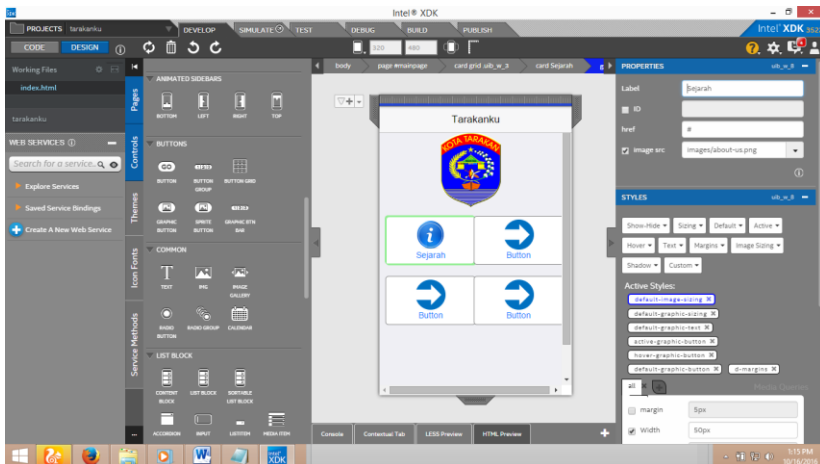 Intel® XDK
PROJECTS tarakanku
DEVELOP SIMULATE TEST DEBUG BUILD PUBLISH
Intel® XDK 3522
CODE DESIGN
320 480
Working Files
index.html
tarakanku
WEB SERVICES
Search for a service..
Explore Services
Saved Service Bindings
Create A New Web Service
Pages
Controls
Themes
Icon Fonts
Service Methods
ANIMATED SIDEBARS
BOTTOM LEFT RIGHT TOP
BUTTONS
GO
BUTTON BUTTON GROUP BUTTON GRID
GRAPHIC BUTTON SPRITE BUTTON GRAPHIC BTN BAR
COMMON
TEXT IMG IMAGE GALLERY
RADIO BUTTON RADIO GROUP CALENDAR
LIST BLOCK
CONTENT BLOCK LIST BLOCK SORTABLE LIST BLOCK
ACCORDION INPUT LISTITEM MEDIA ITEM
body page #mainpage card grid .uib_w_3 card Sejarah
Tarakanku
KOTA TARAKAN
Sejarah Button
Button Button
Console Contextual Tab LESS Preview HTML Preview
PROPERTIES uib_w_8
Label Sejarah
ID
href #
image src images/about-us.png
STYLES uib_w_8
Show-Hide Sizing Default Active
Hover Text Margins Image Sizing
Shadow Custom
Active Styles:
default-image-sizing
default-graphic-sizing
default-graphic-text
active-graphic-button
hover-graphic-button
default-graphic-button d-margins
all Media Queries
margin 5px
Width 50px
XDK
1:15 PM
10/16/2016